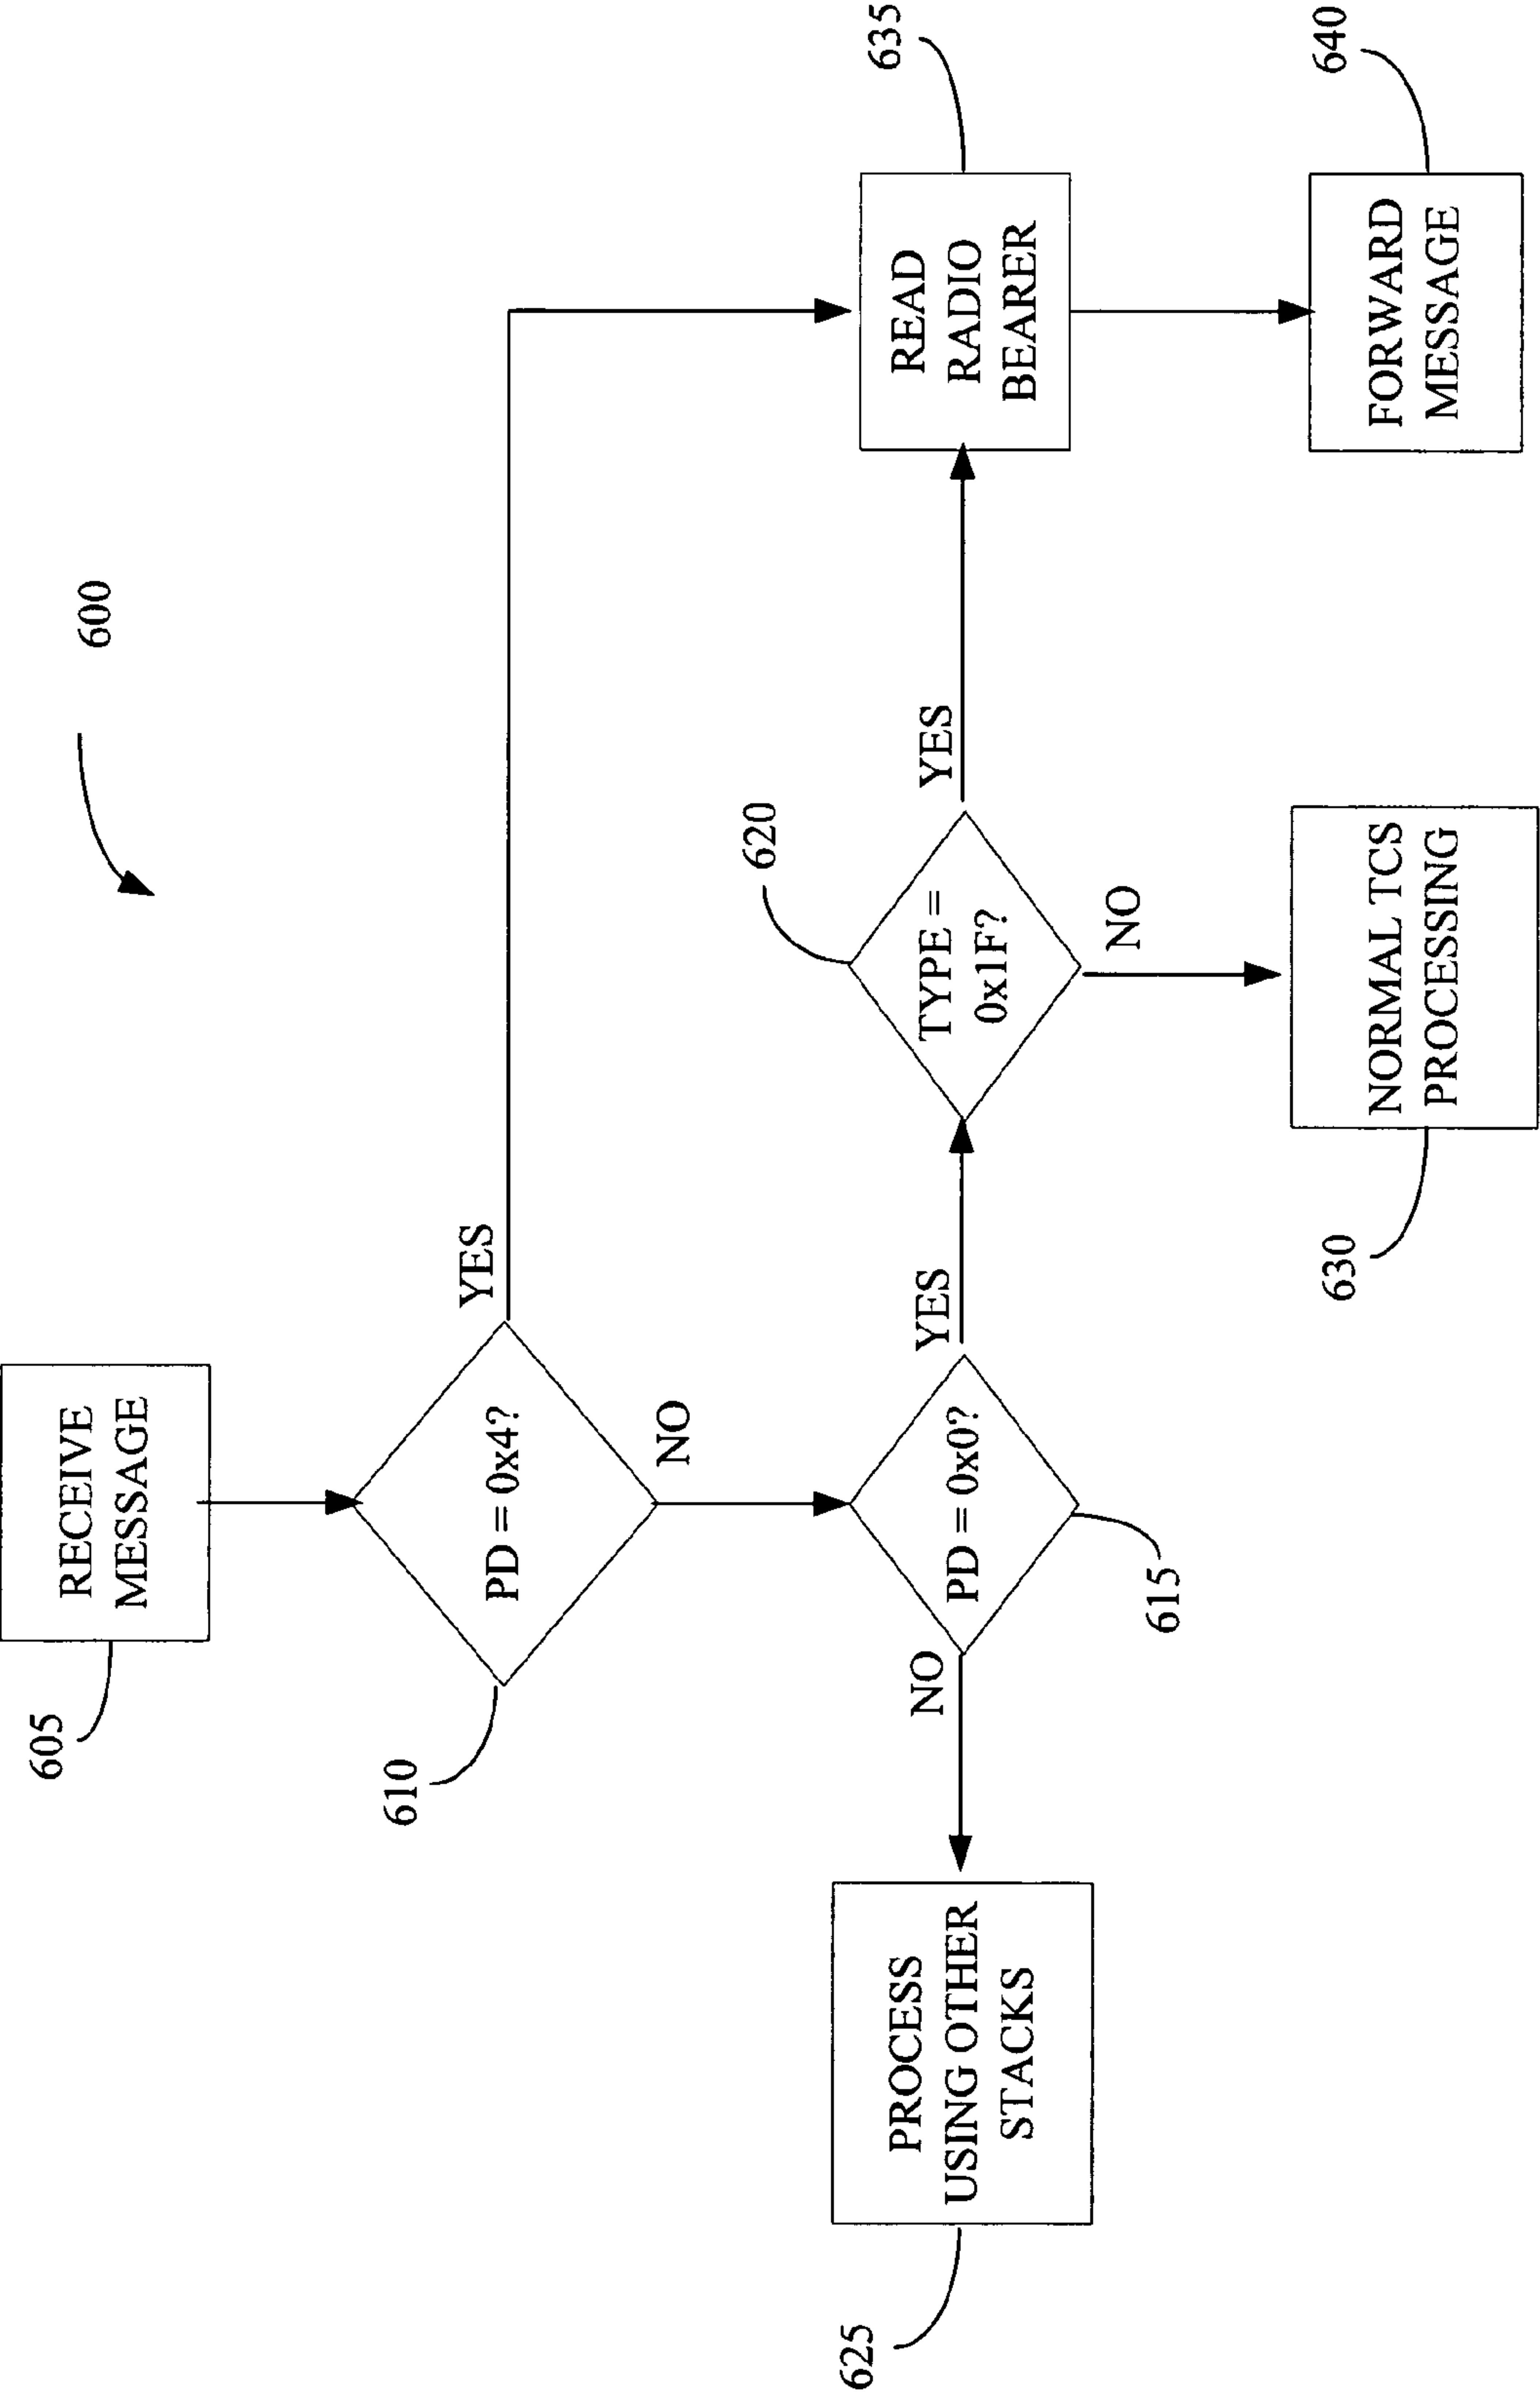 600
605
RECEIVE
MESSAGE
610
PD = 0x4?
YES
NO
615
PD = 0x0?
NO
YES
620
TYPE =
0x1F?
YES
NO
625
PROCESS
USING OTHER
STACKS
630
NORMAL TCS
PROCESSING
635
READ
RADIO
BEARER
640
FORWARD
MESSAGE